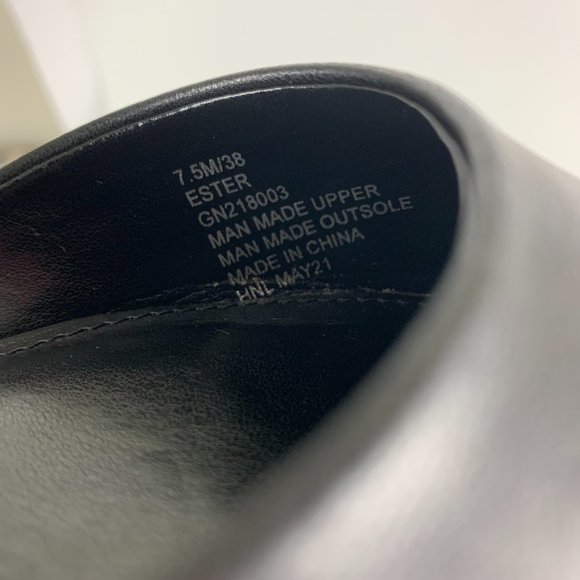 7.5M/38
ESTER
GN218003
MAN MADE UPPER
MAN MADE OUTSOLE
MADE IN CHINA
HNL MAY21